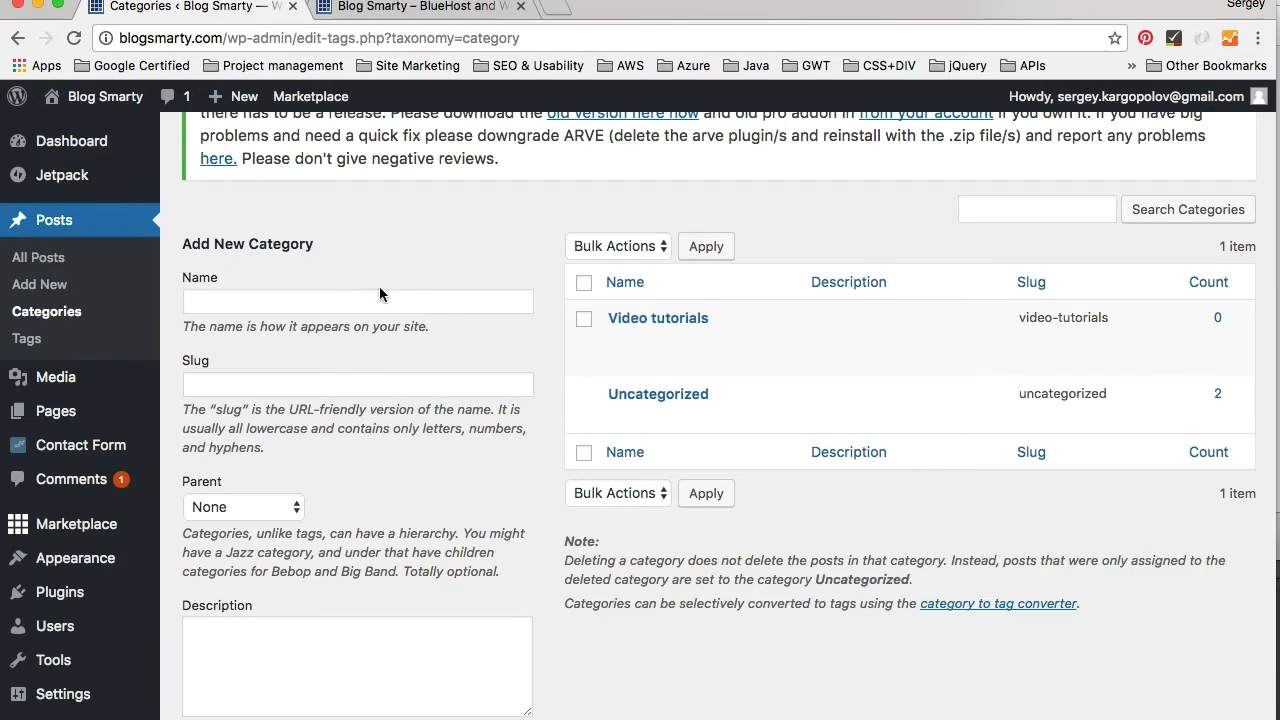 Categories ‹ Blog Smarty — W
Blog Smarty – BlueHost and W
Sergey
blogsmarty.com/wp-admin/edit-tags.php?taxonomy=category
Apps Google Certified Project management Site Marketing SEO & Usability AWS Azure Java GWT CSS+DIV jQuery APIs » Other Bookmarks
Blog Smarty 1 New Marketplace Howdy, sergey.kargopolov@gmail.com
there has to be a release. Please download the old version here now and old pro addon in from your account if you own it. If you have big
problems and need a quick fix please downgrade ARVE (delete the arve plugin/s and reinstall with the .zip file/s) and report any problems
here. Please don't give negative reviews.
Dashboard
Jetpack
Posts
All Posts
Add New
Categories
Tags
Media
Pages
Contact Form
Comments 1
Marketplace
Appearance
Plugins
Users
Tools
Settings
Search Categories
Add New Category
Name
The name is how it appears on your site.
Slug
The “slug” is the URL-friendly version of the name. It is
usually all lowercase and contains only letters, numbers,
and hyphens.
Parent
None
Categories, unlike tags, can have a hierarchy. You might
have a Jazz category, and under that have children
categories for Bebop and Big Band. Totally optional.
Description
Bulk Actions Apply 1 item
Name Description Slug Count
Video tutorials video-tutorials 0
Uncategorized uncategorized 2
Name Description Slug Count
Bulk Actions Apply 1 item
Note:
Deleting a category does not delete the posts in that category. Instead, posts that were only assigned to the
deleted category are set to the category Uncategorized.
Categories can be selectively converted to tags using the category to tag converter.